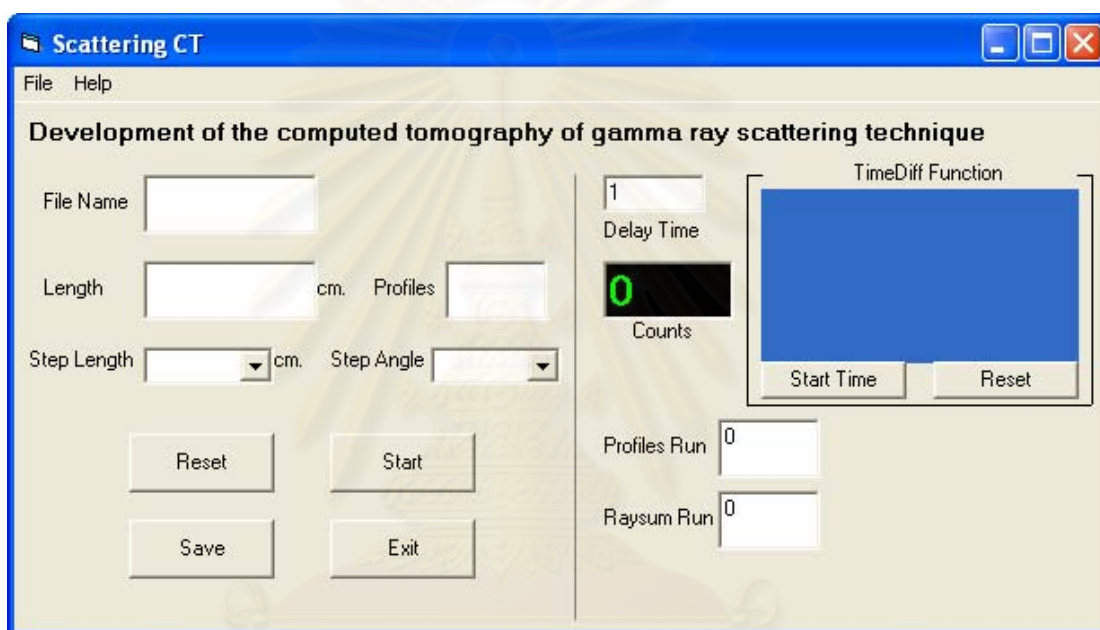 Scattering CT
File Help
Development of the computed tomography of gamma ray scattering technique
File Name
Length cm. Profiles
Step Length cm. Step Angle
Reset Start
Save Exit
1
Delay Time
0
Counts
TimeDiff Function
Start Time Reset
Profiles Run 0
Raysum Run 0